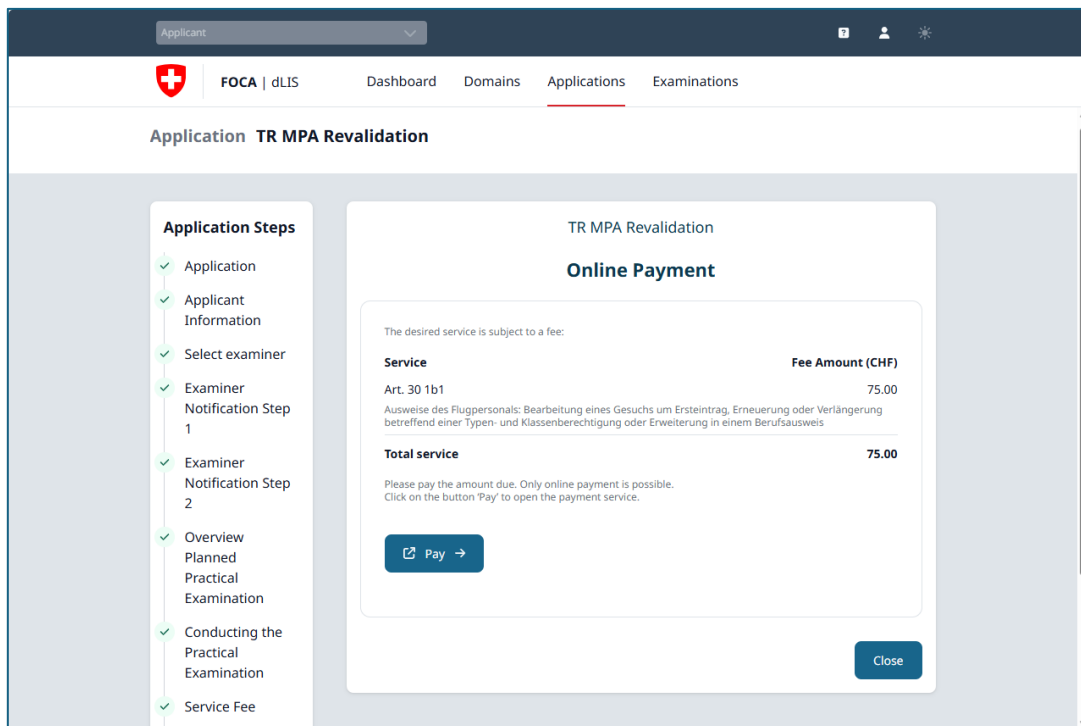 Applicant
FOCA | dLIS
Dashboard
Domains
Applications
Examinations
Application TR MPA Revalidation
Application Steps
Application
Applicant
Information
Select examiner
Examiner
Notification Step
1
Examiner
Notification Step
2
Overview
Planned
Practical
Examination
Conducting the
Practical
Examination
Service Fee
TR MPA Revalidation
Online Payment
The desired service is subject to a fee:
Service Fee Amount (CHF)
Art. 30 1b1 75.00
Ausweise des Flugpersonals: Bearbeitung eines Gesuchs um Ersteintrag, Erneuerung oder Verlängerung
betreffend einer Typen- und Klassenberechtigung oder Erweiterung in einem Berufsausweis
Total service 75.00
Please pay the amount due. Only online payment is possible.
Click on the button 'Pay' to open the payment service.
Pay
Close